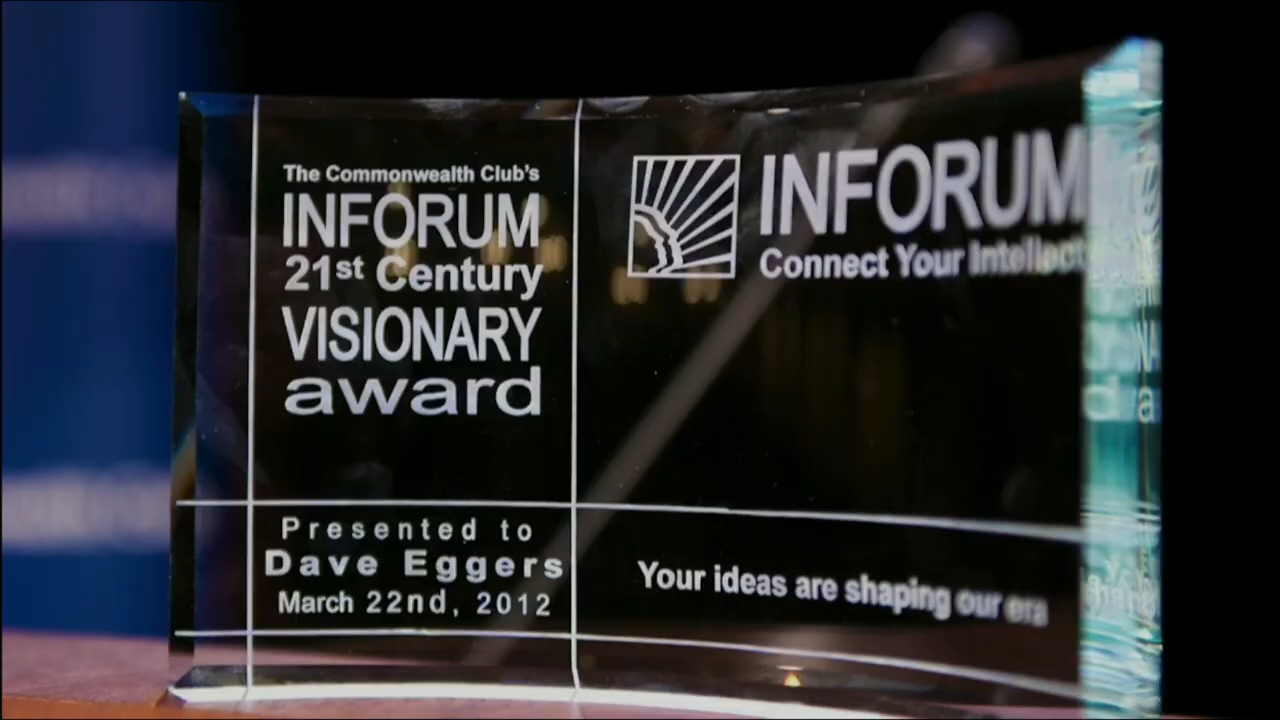 The Commonwealth Club's
INFORUM
21st Century
VISIONARY
award
Presented to
Dave Eggers
March 22nd, 2012
INFORUM
Connect Your Intellect
Your ideas are shaping our era